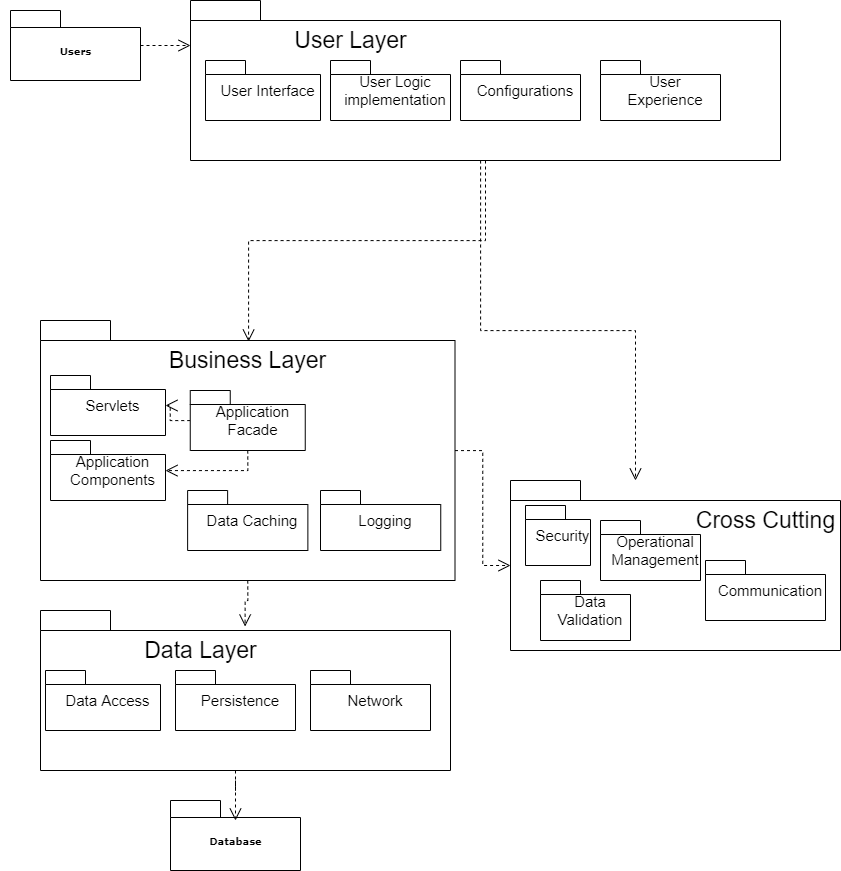 Users
User Layer
User Interface
User Logic
implementation
Configurations
User
Experience
Business Layer
Servlets
Application
Facade
Application
Components
Data Caching
Logging
Cross Cutting
Security
Operational
Management
Communication
Data
Validation
Data Layer
Data Access
Persistence
Network
Database